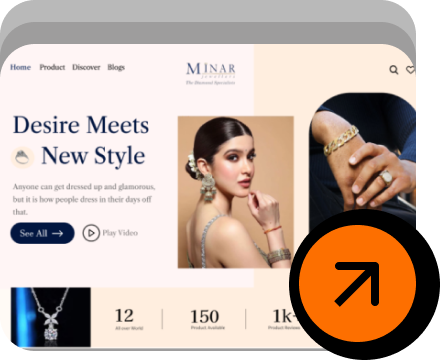 Home Product Discover Blogs
MINAR
jewellers
The Diamond Specialists
Desire Meets
New Style
Anyone can get dressed up and glamorous,
but it is how people dress in their days off
that.
See All
Play Video
12
All over World
150
Product Available
1k+
Product Reviews